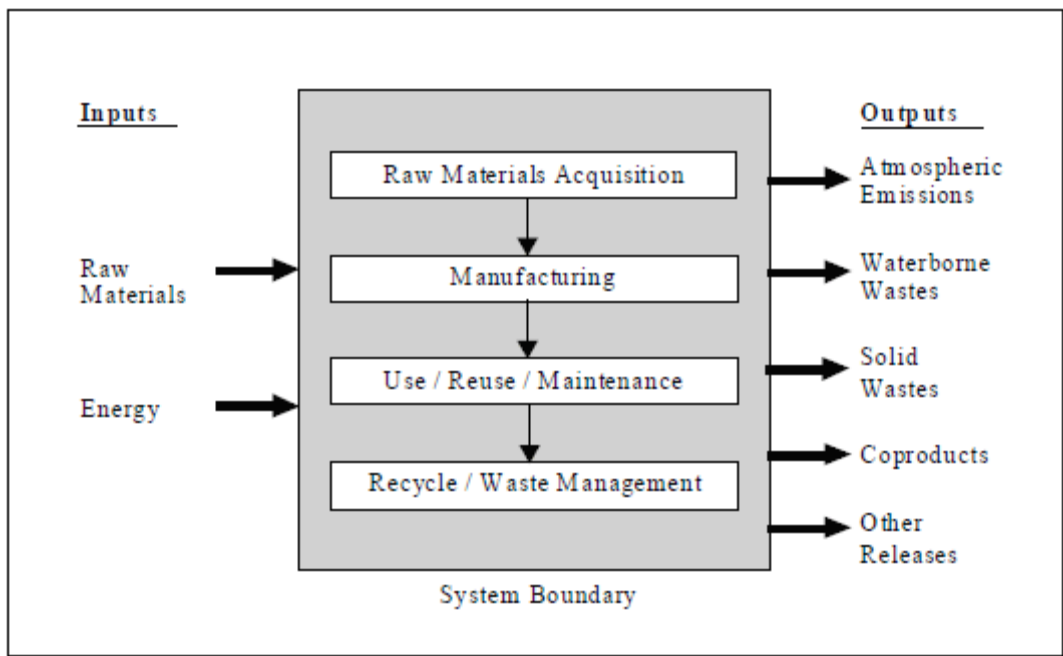 Inputs
Raw
Materials
Energy
Raw Materials Acquisition
Manufacturing
Use / Reuse / Maintenance
Recycle / Waste Management
System Boundary
Outputs
Atmospheric
Emissions
Waterborne
Wastes
Solid
Wastes
Coproducts
Other
Releases